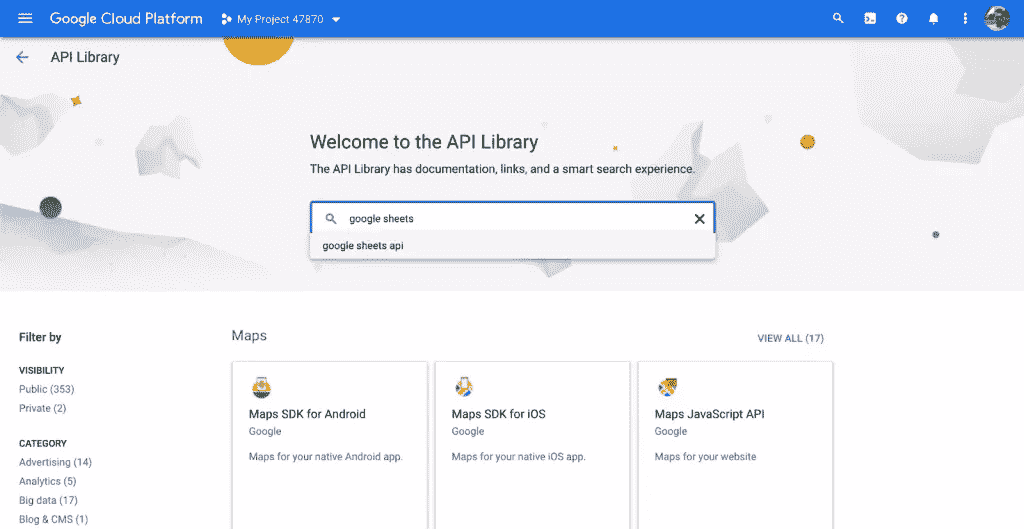 Google Cloud Platform
My Project 47870
API Library
Welcome to the API Library
The API Library has documentation, links, and a smart search experience.
google sheets
google sheets api
Filter by
VISIBILITY
Public (353)
Private (2)
CATEGORY
Advertising (14)
Analytics (5)
Big data (17)
Blog & CMS (1)
Maps
VIEW ALL (17)
Maps SDK for Android
Google
Maps for your native Android app.
Maps SDK for iOS
Google
Maps for your native iOS app.
Maps JavaScript API
Google
Maps for your website